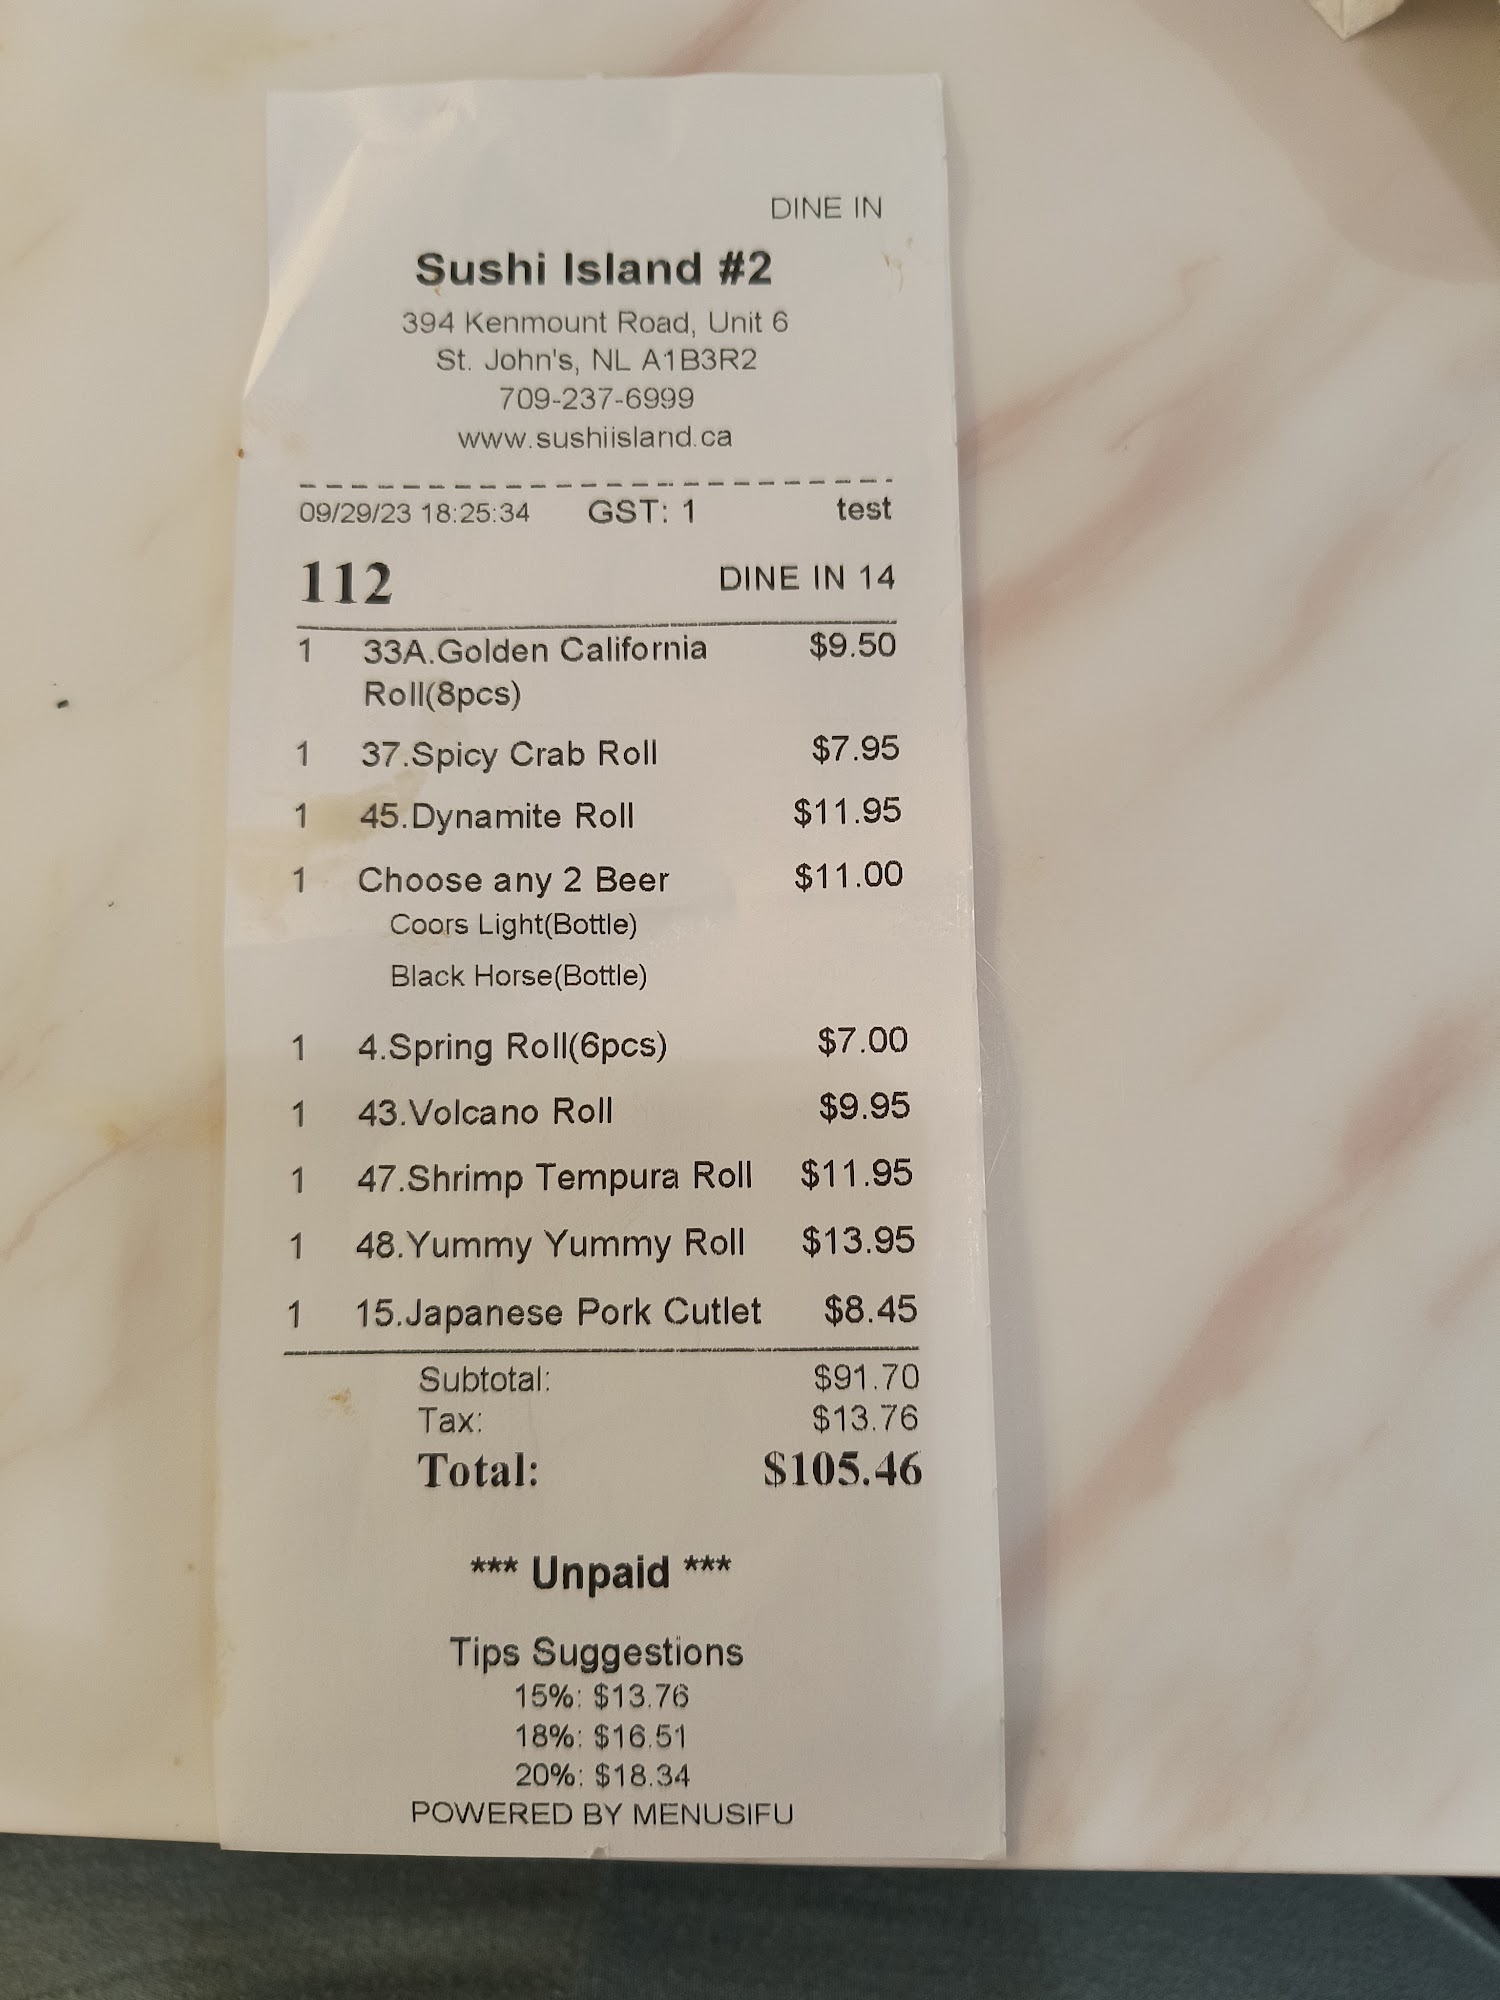 DINE IN
Sushi Island #2
394 Kenmount Road, Unit 6
St. John's, NL A1B3R2
709-237-6999
www.sushiisland.ca
09/29/23 18:25:34 GST: 1 test
112 DINE IN 14
1 33A.Golden California $9.50
Roll(8pcs)
1 37.Spicy Crab Roll $7.95
1 45.Dynamite Roll $11.95
1 Choose any 2 Beer $11.00
Coors Light(Bottle)
Black Horse(Bottle)
1 4.Spring Roll(6pcs) $7.00
1 43.Volcano Roll $9.95
1 47.Shrimp Tempura Roll $11.95
1 48.Yummy Yummy Roll $13.95
1 15.Japanese Pork Cutlet $8.45
Subtotal: $91.70
Tax: $13.76
Total: $105.46
*** Unpaid ***
Tips Suggestions
15%: $13.76
18%: $16.51
20%: $18.34
POWERED BY MENUSIFU